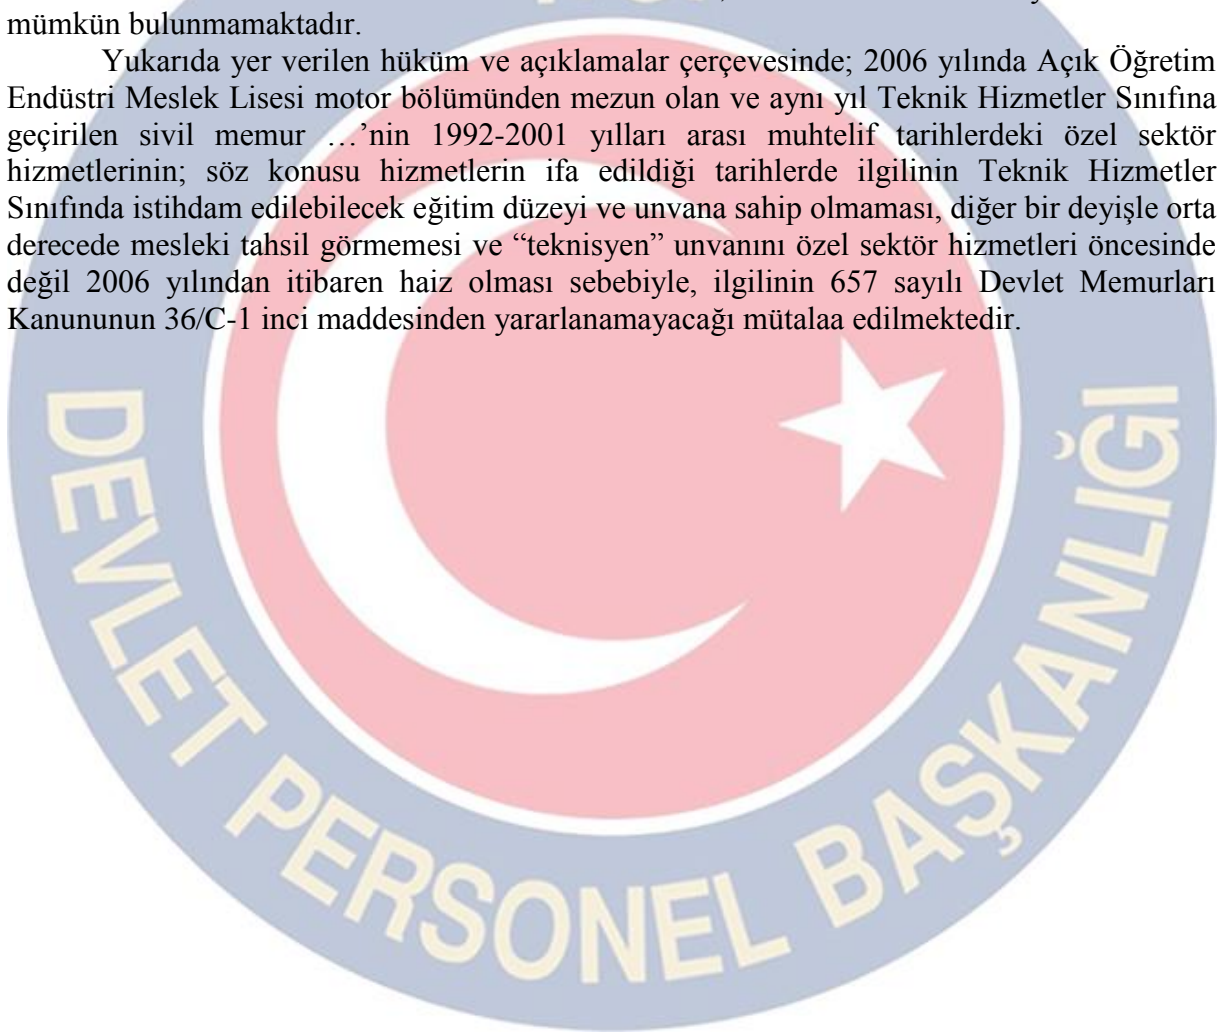 mümkün bulunmamaktadır.
Yukarıda yer verilen hüküm ve açıklamalar çerçevesinde; 2006 yılında Açık Öğretim
Endüstri Meslek Lisesi motor bölümünden mezun olan ve aynı yıl Teknik Hizmetler Sınıfına
geçirilen sivil memur …’nin 1992-2001 yılları arası muhtelif tarihlerdeki özel sektör
hizmetlerinin; söz konusu hizmetlerin ifa edildiği tarihlerde ilgilinin Teknik Hizmetler
Sınıfında istihdam edilebilecek eğitim düzeyi ve unvana sahip olmaması, diğer bir deyişle orta
derecede mesleki tahsil görmemesi ve “teknisyen” unvanını özel sektör hizmetleri öncesinde
değil 2006 yılından itibaren haiz olması sebebiyle, ilgilinin 657 sayılı Devlet Memurları
Kanununun 36/C-1 inci maddesinden yararlanamayacağı mütalaa edilmektedir.
DEVLET PERSONEL BAŞKANLIĞI